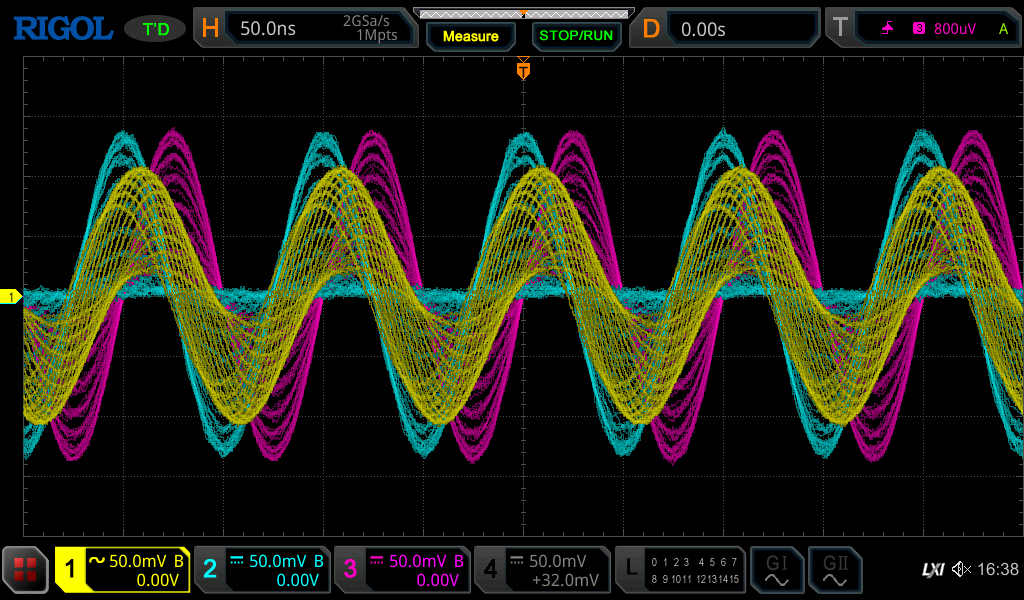 RIGOL T'D H 50.0ns 2GSa/s 1Mpts Measure STOP/RUN D 0.00s T 3 800uV A
T
1
1 50.0mV B 0.00V
2 50.0mV B 0.00V
3 50.0mV B 0.00V
4 50.0mV +32.0mV
L 0 1 2 3 4 5 6 7
8 9 10 11 12 13 14 15
GI GII
LXI 16:38